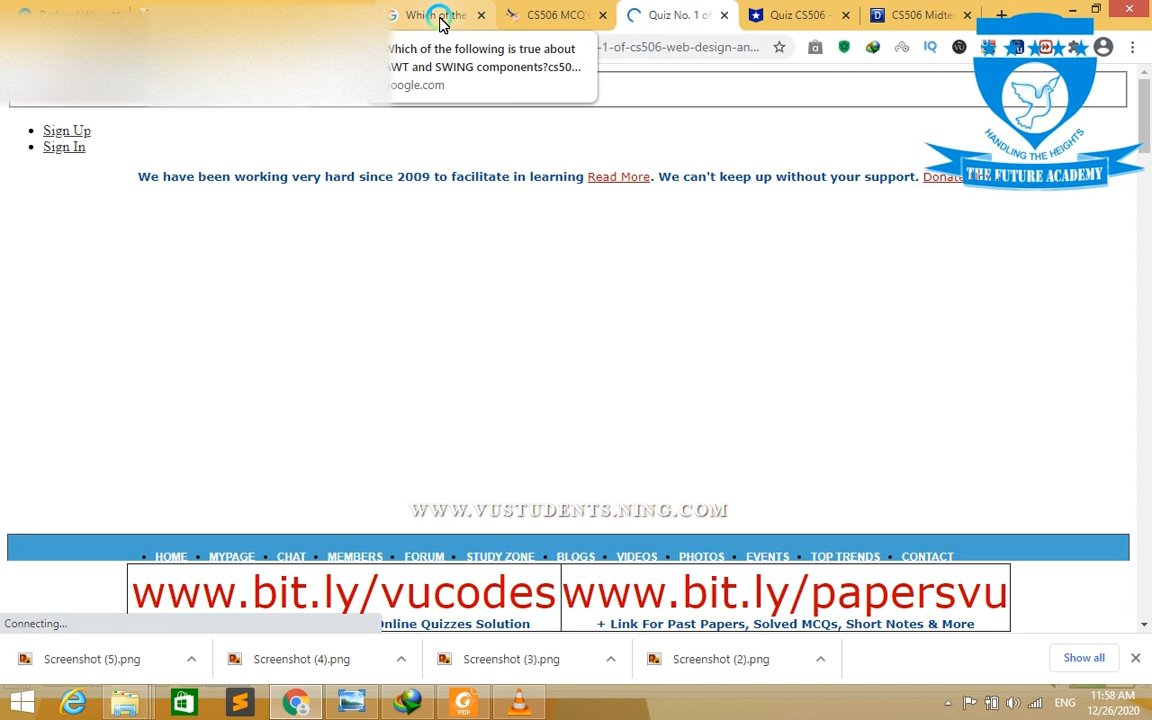 Which of the
CS506 MCQ'
Quiz No. 1 of
Quiz CS506 -
CS506 Midte
-1-of-cs506-web-design-an...
IQ
Which of the following is true about
AWT and SWING components?cs50...
google.com
HANDLING THE HEIGHTS
THE FUTURE ACADEMY
Sign Up
Sign In
We have been working very hard since 2009 to facilitate in learning Read More. We can't keep up without your support. Donate
WWW.VUSTUDENTS.NING.COM
HOME MYPAGE CHAT MEMBERS FORUM STUDY ZONE BLOGS VIDEOS PHOTOS EVENTS TOP TRENDS CONTACT
www.bit.ly/vucodes www.bit.ly/papersvu
nline Quizzes Solution + Link For Past Papers, Solved MCQs, Short Notes & More
Connecting...
Screenshot (5).png Screenshot (4).png Screenshot (3).png Screenshot (2).png Show all
PDF
ENG
11:58 AM
12/26/2020